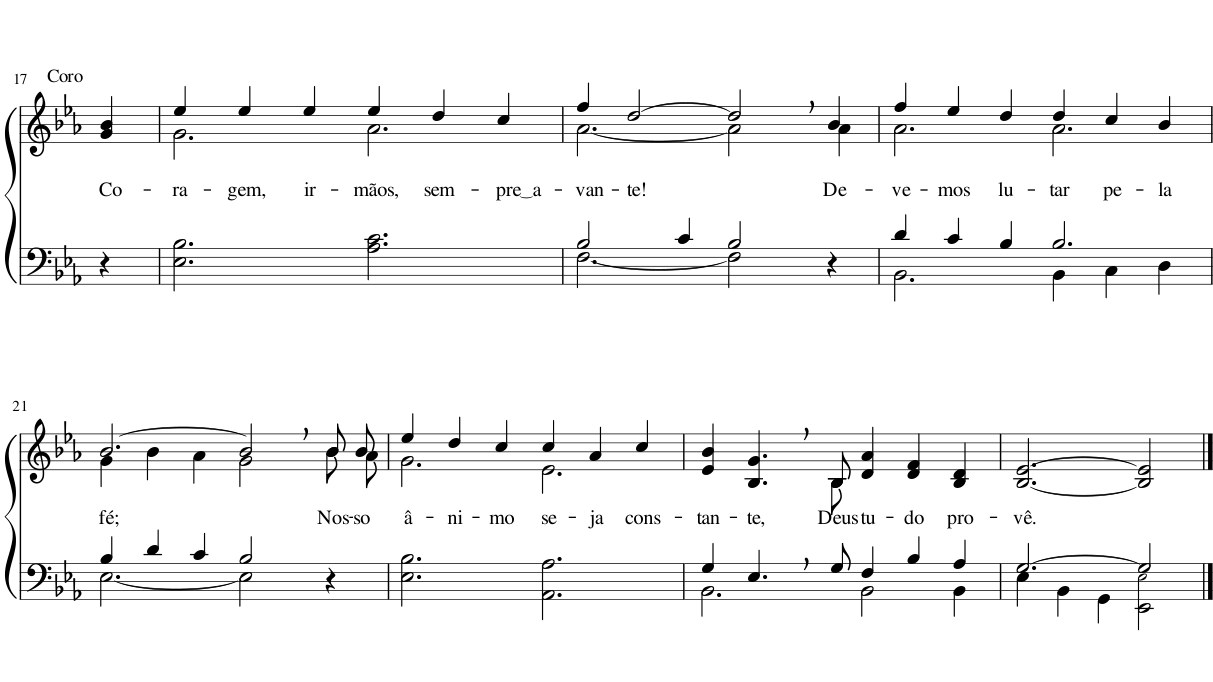 17 Coro
Co - ra - gem, ir - mãos, sem - pre‿a - van - te! De - ve - mos lu - tar pe - la
21
fé; Nos - so â - ni - mo se - ja cons - tan - te, Deus tu - do pro - vê.